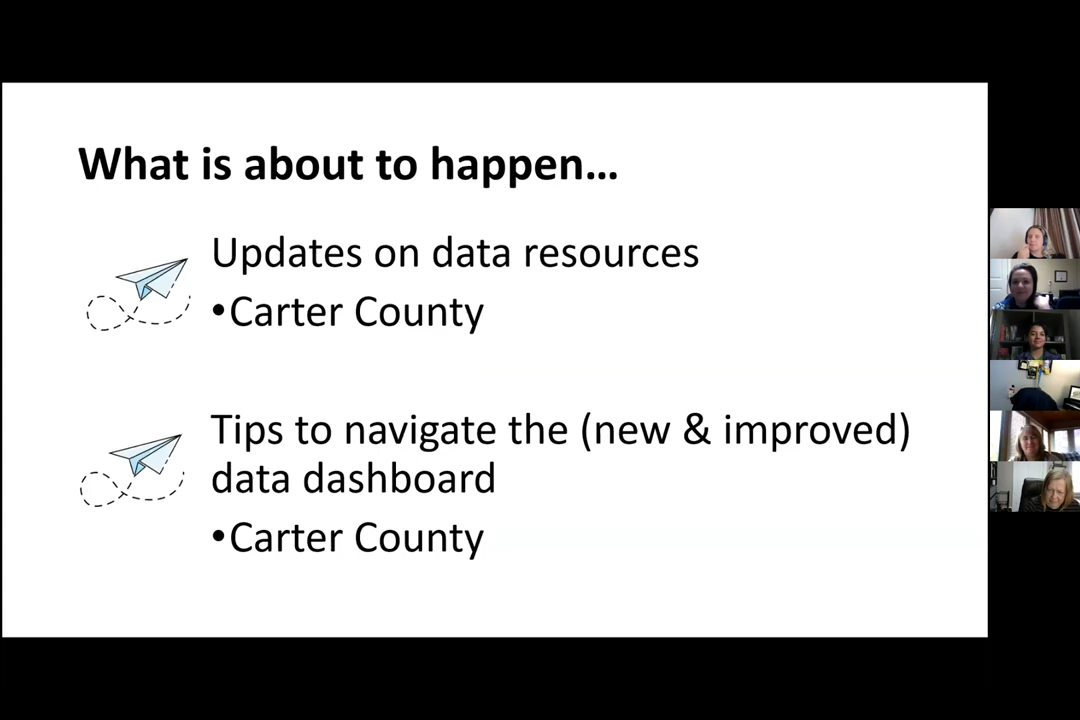 What is about to happen...
Updates on data resources
•Carter County
Tips to navigate the (new & improved)
data dashboard
•Carter County